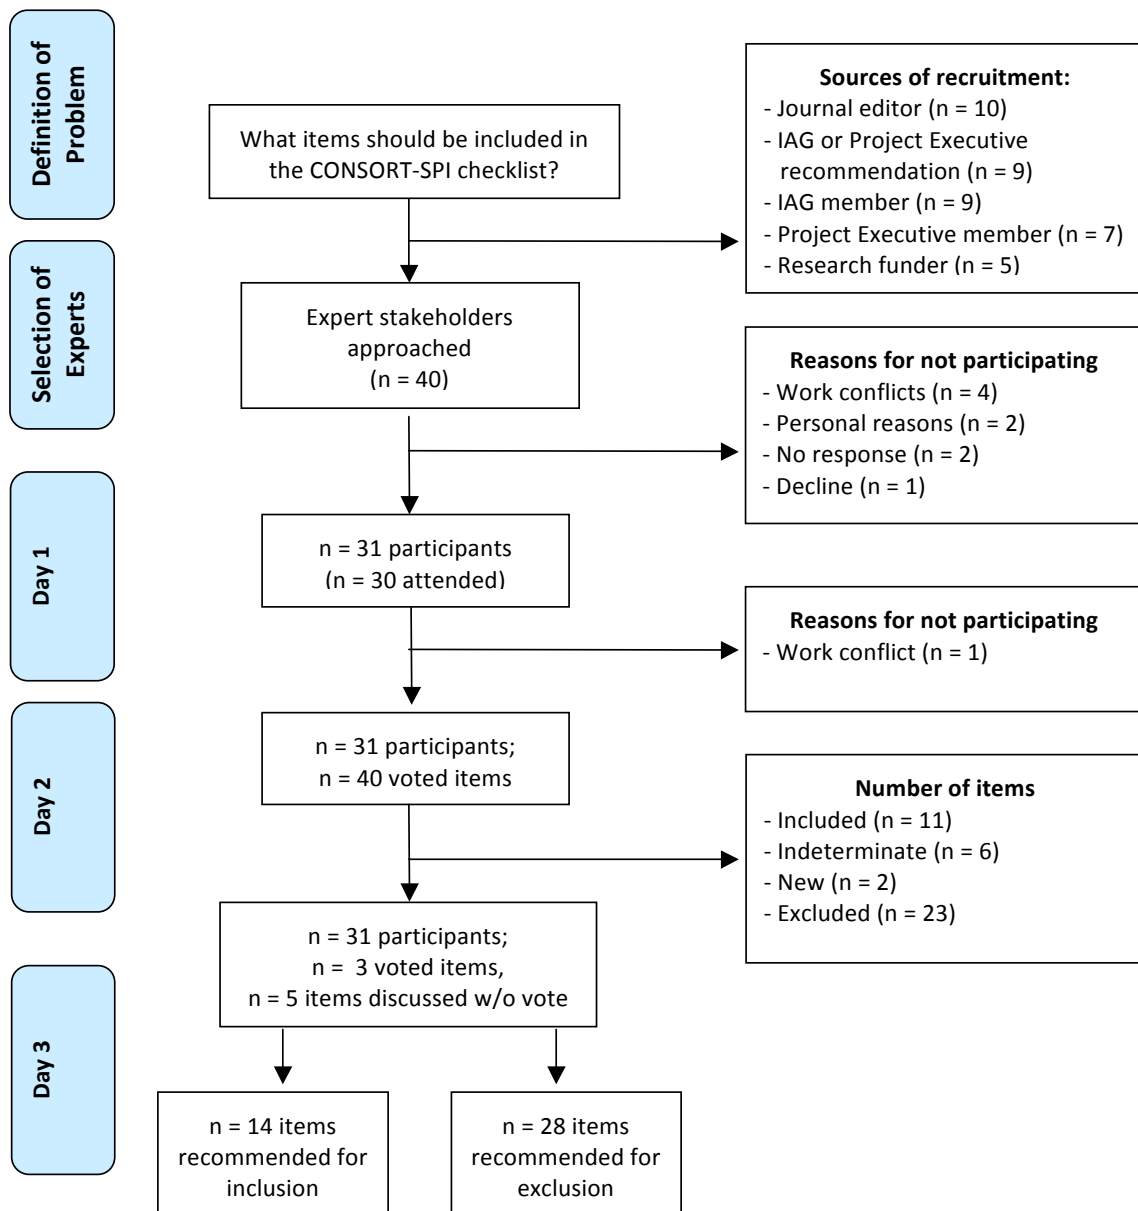 Definition of
Problem
What items should be included in
the CONSORT-SPI checklist?
Sources of recruitment:
- Journal editor (n = 10)
- IAG or Project Executive
recommendation (n = 9)
- IAG member (n = 9)
- Project Executive member (n = 7)
- Research funder (n = 5)
Selection of
Experts
Expert stakeholders
approached
(n = 40)
Reasons for not participating
- Work conflicts (n = 4)
- Personal reasons (n = 2)
- No response (n = 2)
- Decline (n = 1)
Day 1
n = 31 participants
(n = 30 attended)
Reasons for not participating
- Work conflict (n = 1)
Day 2
n = 31 participants;
n = 40 voted items
Number of items
- Included (n = 11)
- Indeterminate (n = 6)
- New (n = 2)
- Excluded (n = 23)
Day 3
n = 31 participants;
n =  3 voted items,
n = 5 items discussed w/o vote
n = 14 items
recommended for
inclusion
n = 28 items
recommended for
exclusion